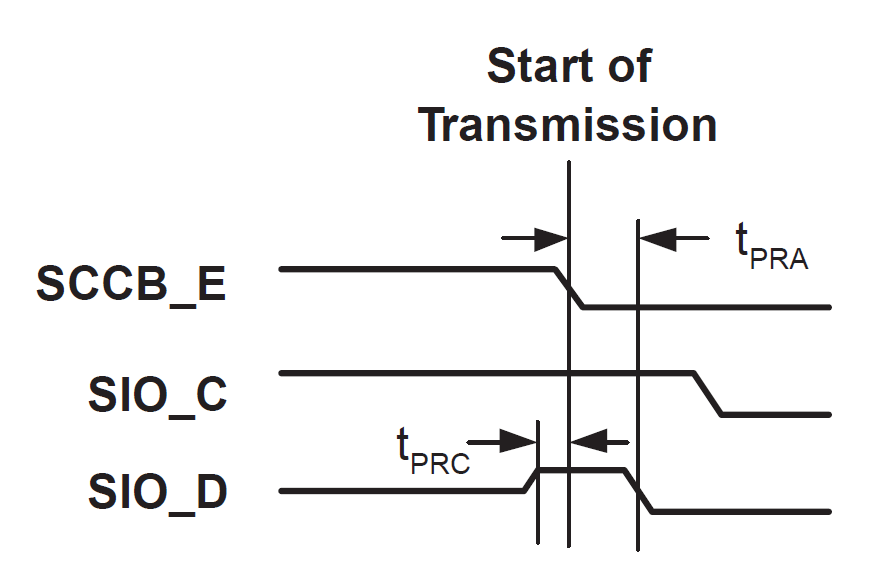 Start of
Transmission
tPRA
SCCB_E
SIO_C
tPRC
SIO_D